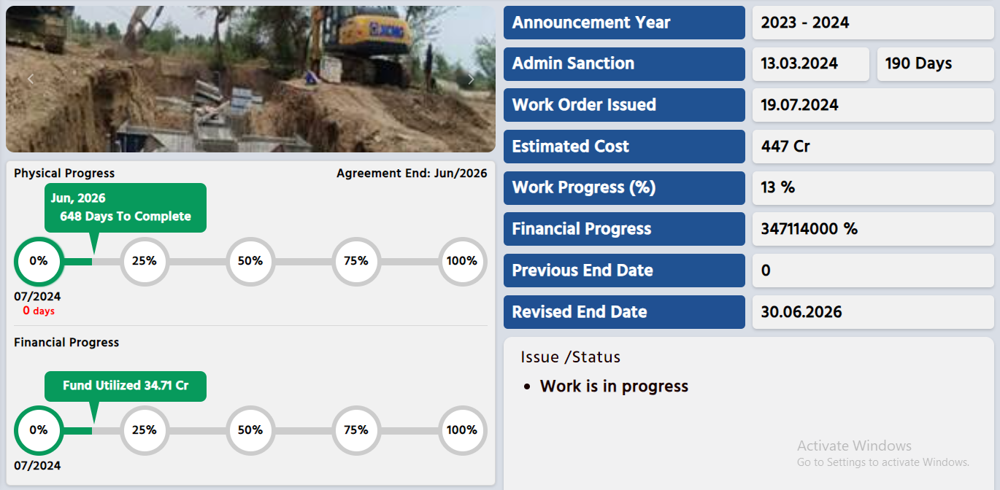 XCMG
Physical Progress
Agreement End: Jun/2026
Jun, 2026
648 Days To Complete
0%
25%
50%
75%
100%
07/2024
0 days
Financial Progress
Fund Utilized 34.71 Cr
0%
25%
50%
75%
100%
07/2024
Announcement Year
2023 - 2024
Admin Sanction
13.03.2024
190 Days
Work Order Issued
19.07.2024
Estimated Cost
447 Cr
Work Progress (%)
13 %
Financial Progress
347114000 %
Previous End Date
0
Revised End Date
30.06.2026
Issue /Status
• Work is in progress
Activate Windows
Go to Settings to activate Windows.